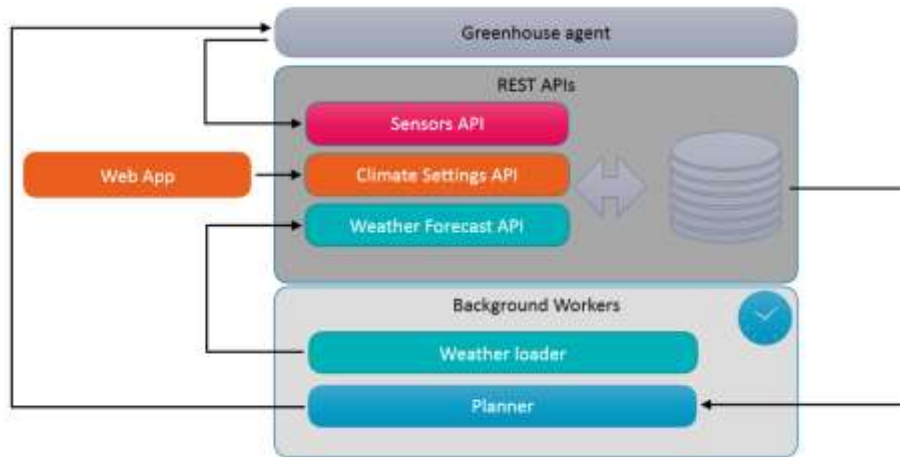 Greenhouse agent
REST APIs
Sensors API
Web App
Climate Settings API
Weather Forecast API
Background Workers
Weather loader
Planner